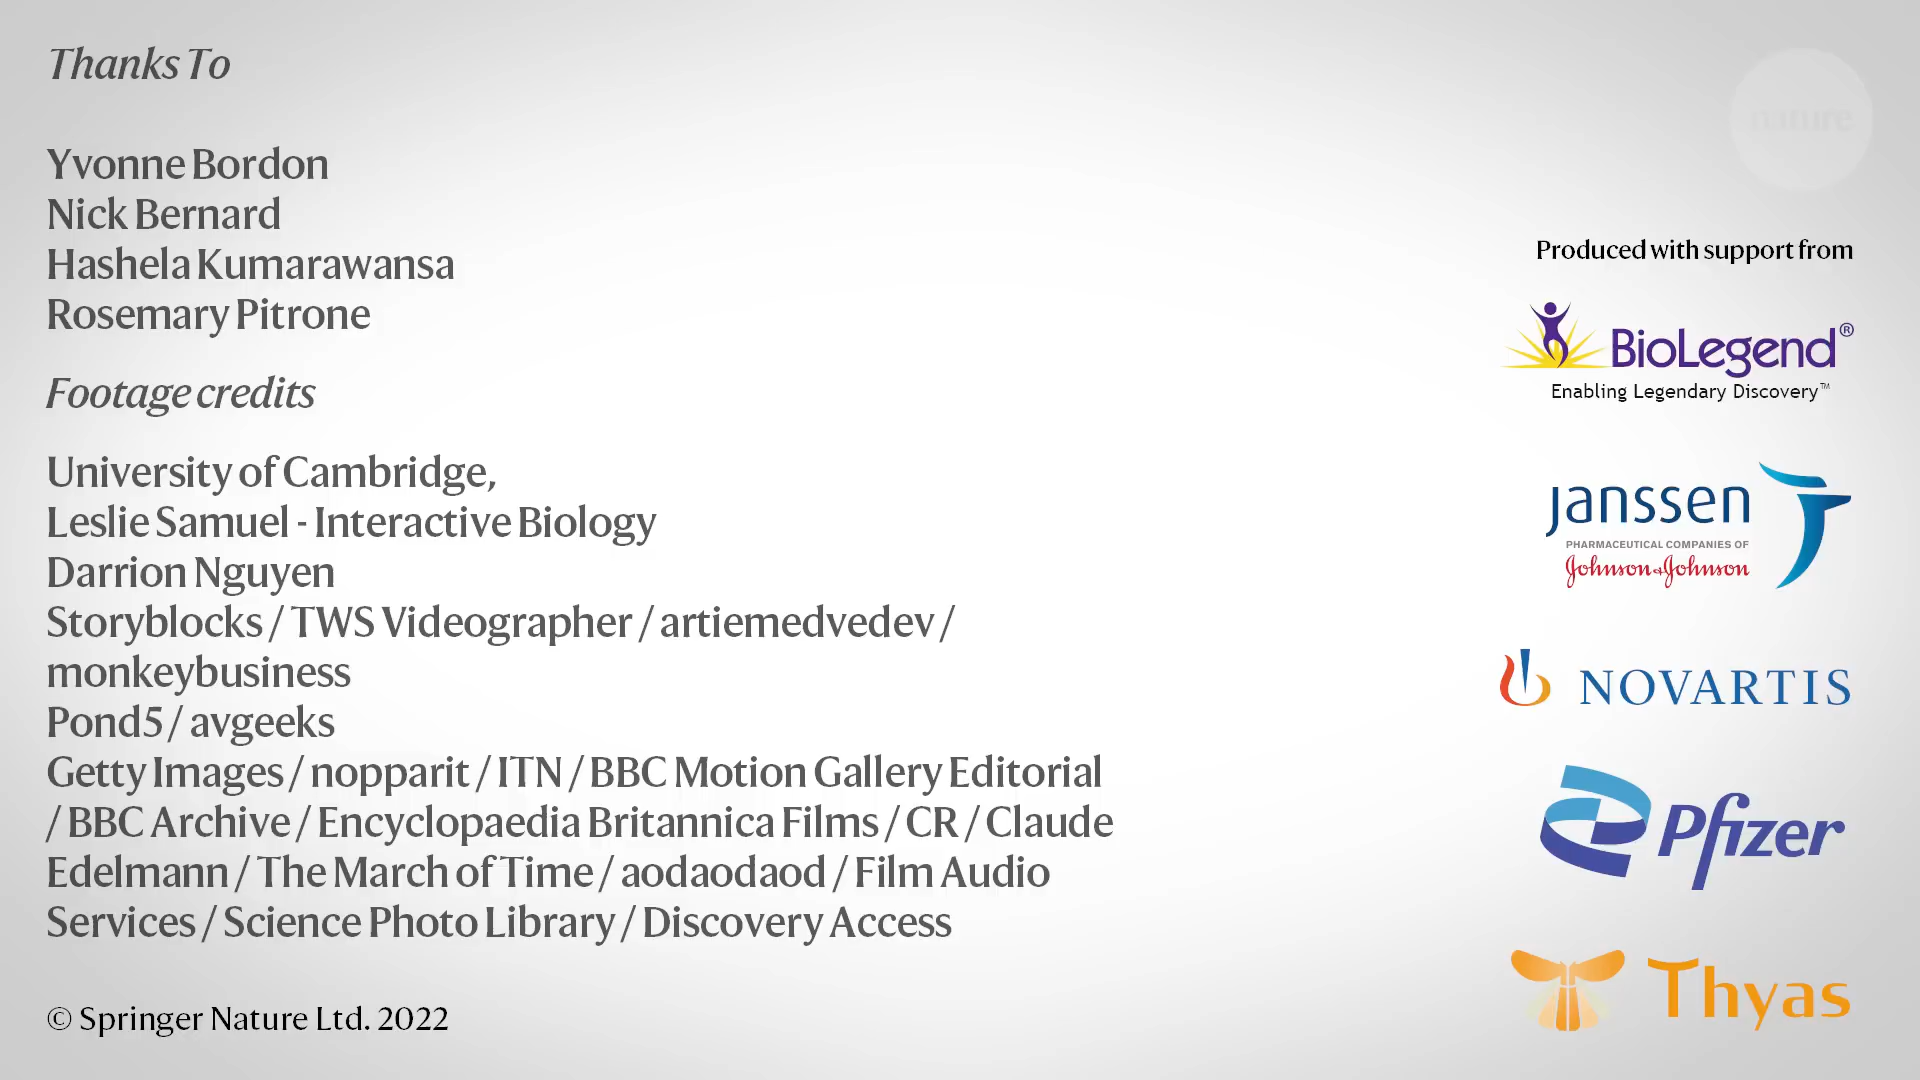 Thanks To
Yvonne Bordon
Nick Bernard
Hashela Kumarawansa
Rosemary Pitrone
Footage credits
University of Cambridge,
Leslie Samuel - Interactive Biology
Darrion Nguyen
Storyblocks / TWS Videographer / artiemedvedev /
monkeybusiness
Pond5 / avgeeks
Getty Images / nopparit / ITN / BBC Motion Gallery Editorial
/ BBC Archive / Encyclopaedia Britannica Films / CR / Claude
Edelmann / The March of Time / aodaodaod / Film Audio
Services / Science Photo Library / Discovery Access
© Springer Nature Ltd. 2022
nature
Produced with support from
BioLegend®
Enabling Legendary Discovery™
janssen
PHARMACEUTICAL COMPANIES OF
Johnson & Johnson
NOVARTIS
Pfizer
Thyas